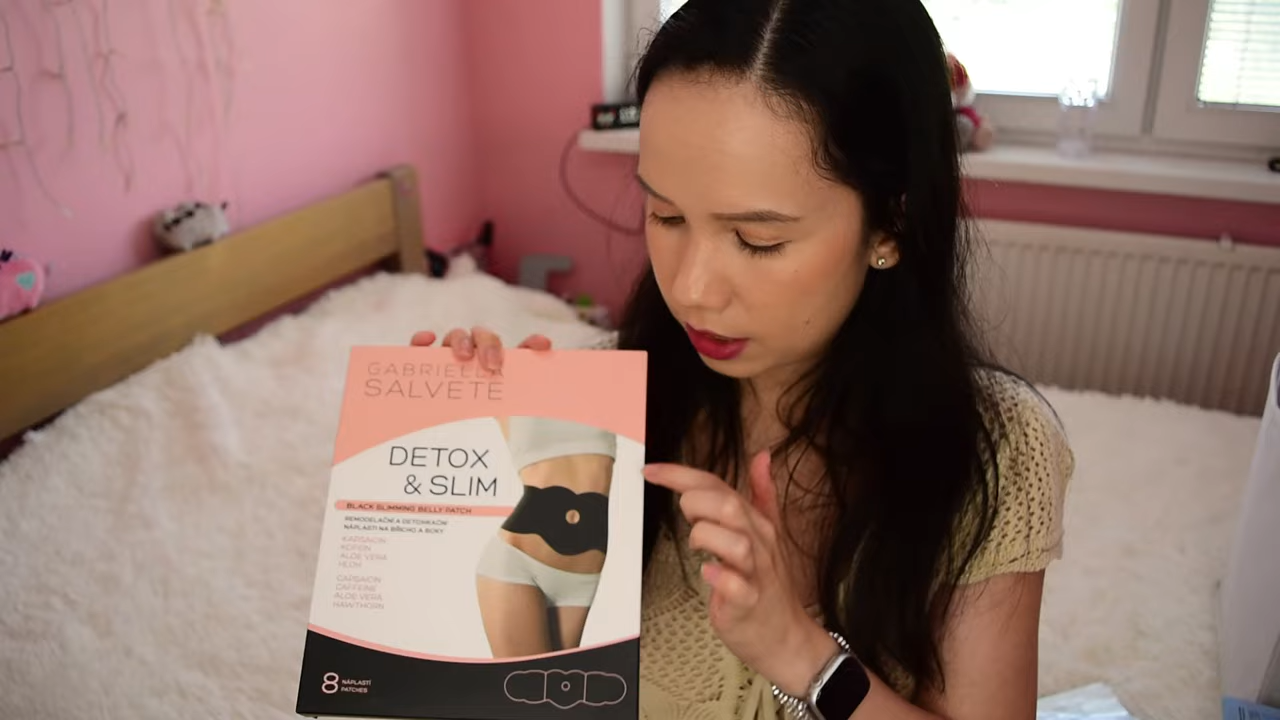 GABRIELLA
SALVETE
DETOX
& SLIM
BLACK SLIMMING BELLY PATCH
REMODELAČNÍ A DETOXIKAČNÍ
NÁPLASTI NA BŘICHO A BOKY
KAPSAICIN
KOFEIN
ALOE VERA
HLOH
CAPSAICIN
CAFFEINE
ALOE VERA
HAWTHORN
8 NÁPLASTÍ
PATCHES